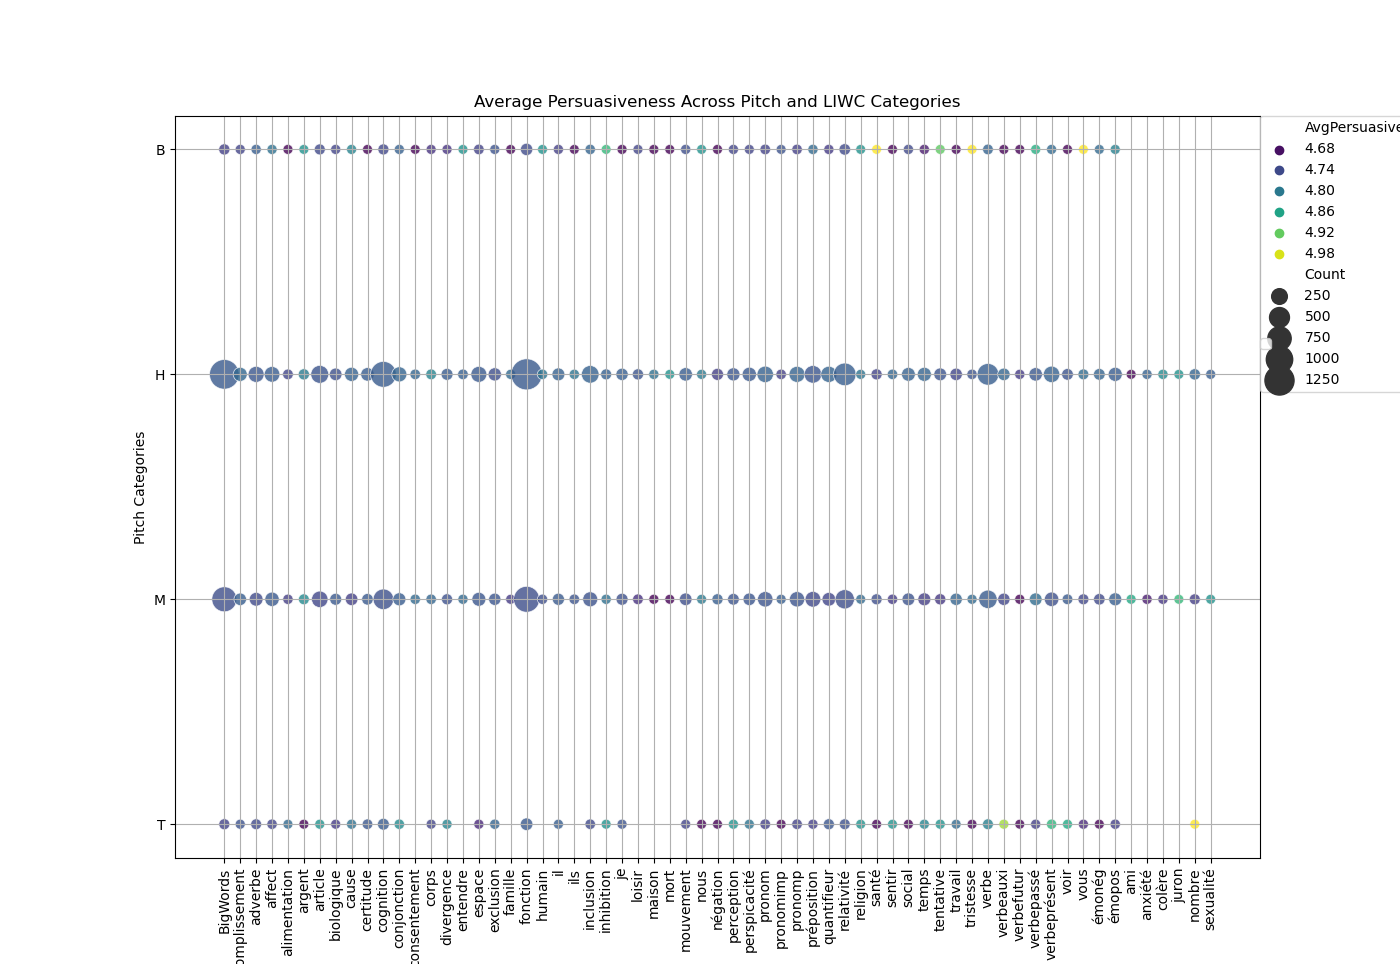 Average Persuasiveness Across Pitch and LIWC Categories
Pitch Categories
B
H
M
T
BigWords
omplissement
adverbe
affect
alimentation
argent
article
biologique
cause
certitude
cognition
conjonction
onsentement
corps
divergence
entendre
espace
exclusion
famille
fonction
humain
il
ils
inclusion
inhibition
je
loisir
maison
mort
mouvement
nous
négation
perception
perspicacité
pronom
pronomimp
pronomp
préposition
quantifieur
relativité
religion
santé
sentir
social
temps
tentative
travail
tristesse
verbe
verbeauxi
verbefutur
verbepassé
verbeprésent
voir
vous
émonég
émopos
ami
anxiété
colère
juron
nombre
sexualité
AvgPersuasive
4.68
4.74
4.80
4.86
4.92
4.98
Count
250
500
750
1000
1250